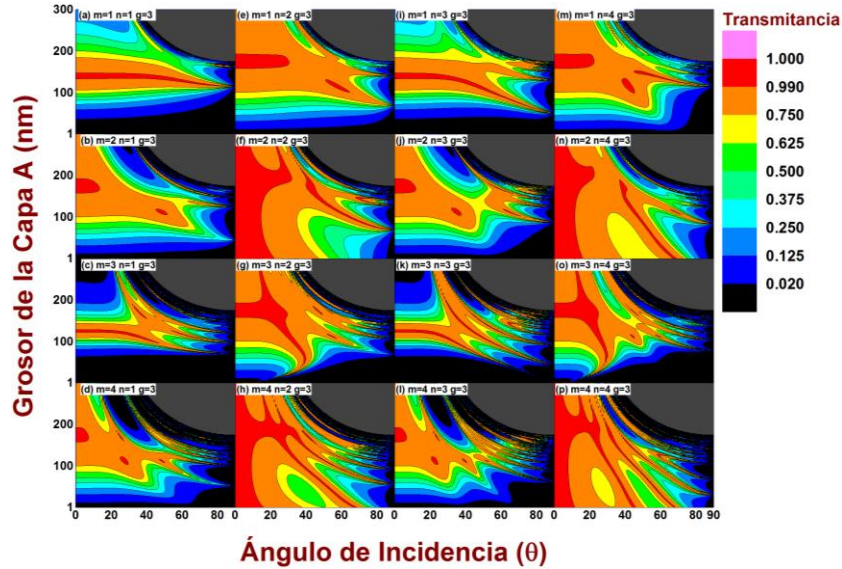 Transmitancia
1.000
0.990
0.750
0.625
0.500
0.375
0.250
0.125
0.020
Grosor de la Capa A (nm)
300
200
100
1
200
100
1
200
100
1
200
100
1
(a) m=1 n=1 g=3
(e) m=1 n=2 g=3
(i) m=1 n=3 g=3
(m) m=1 n=4 g=3
(b) m=2 n=1 g=3
(f) m=2 n=2 g=3
(j) m=2 n=3 g=3
(n) m=2 n=4 g=3
(c) m=3 n=1 g=3
(g) m=3 n=2 g=3
(k) m=3 n=3 g=3
(o) m=3 n=4 g=3
(d) m=4 n=1 g=3
(h) m=4 n=2 g=3
(l) m=4 n=3 g=3
(p) m=4 n=4 g=3
0 20 40 60 80 0 20 40 60 80 0 20 40 60 80 0 20 40 60 80 90
Ángulo de Incidencia (θ)